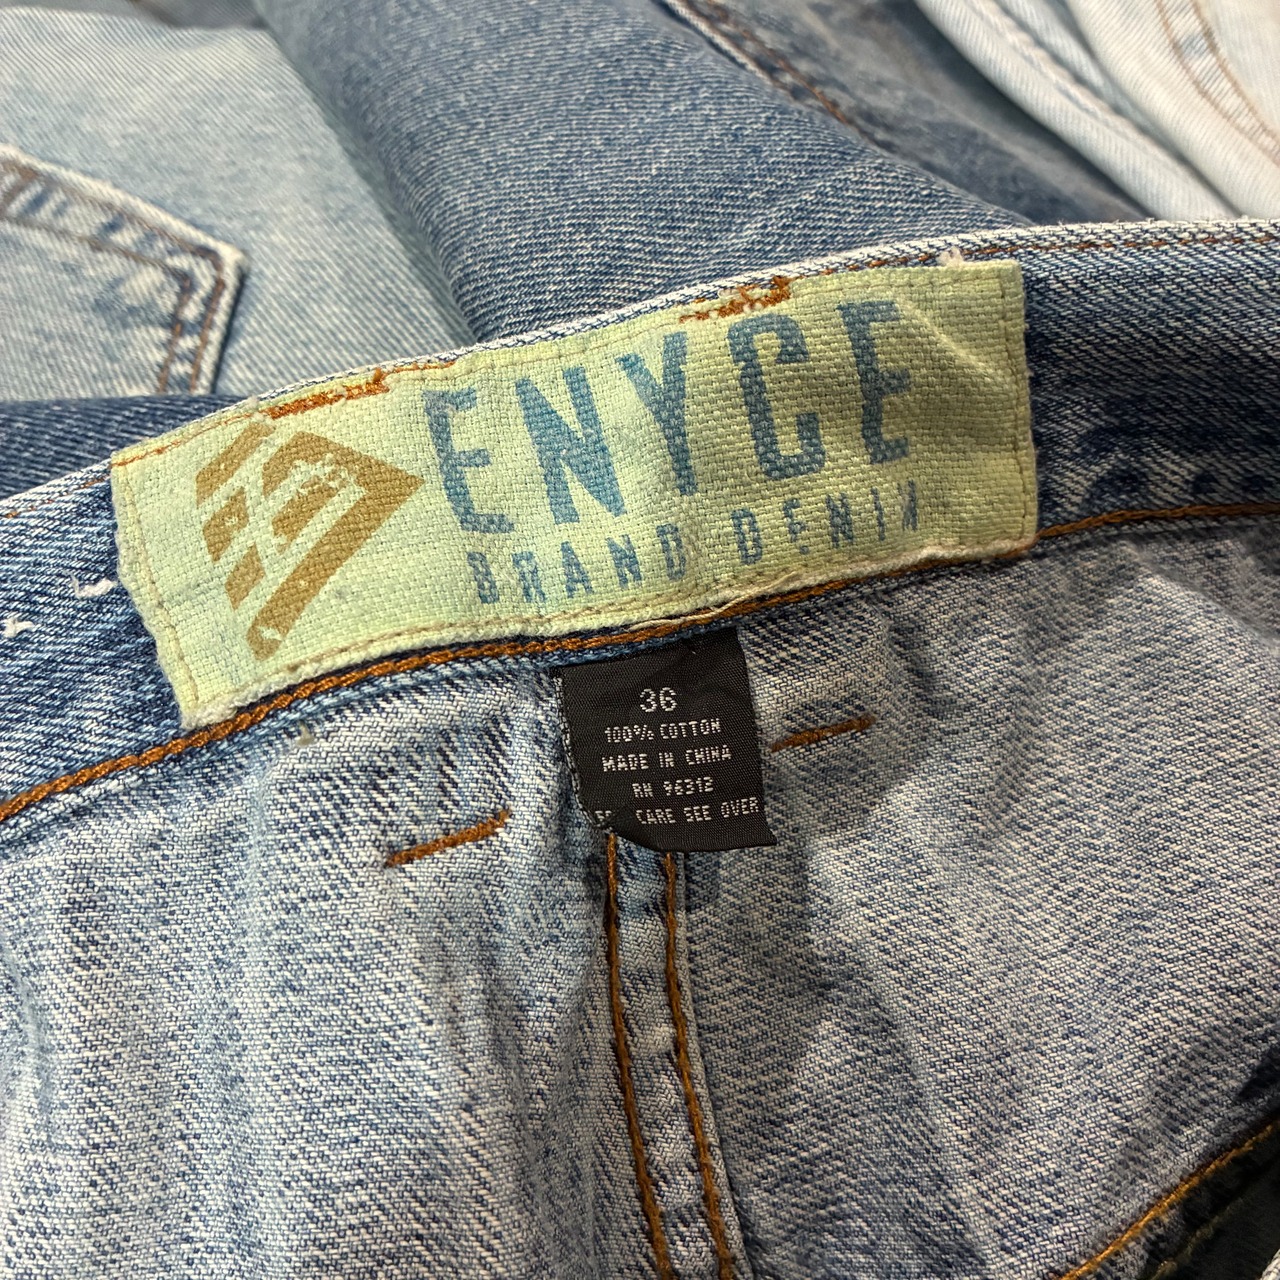 ENYCE
BRAND DENIM
36
100% COTTON
MADE IN CHINA
RN 96312
CARE SEE OVER